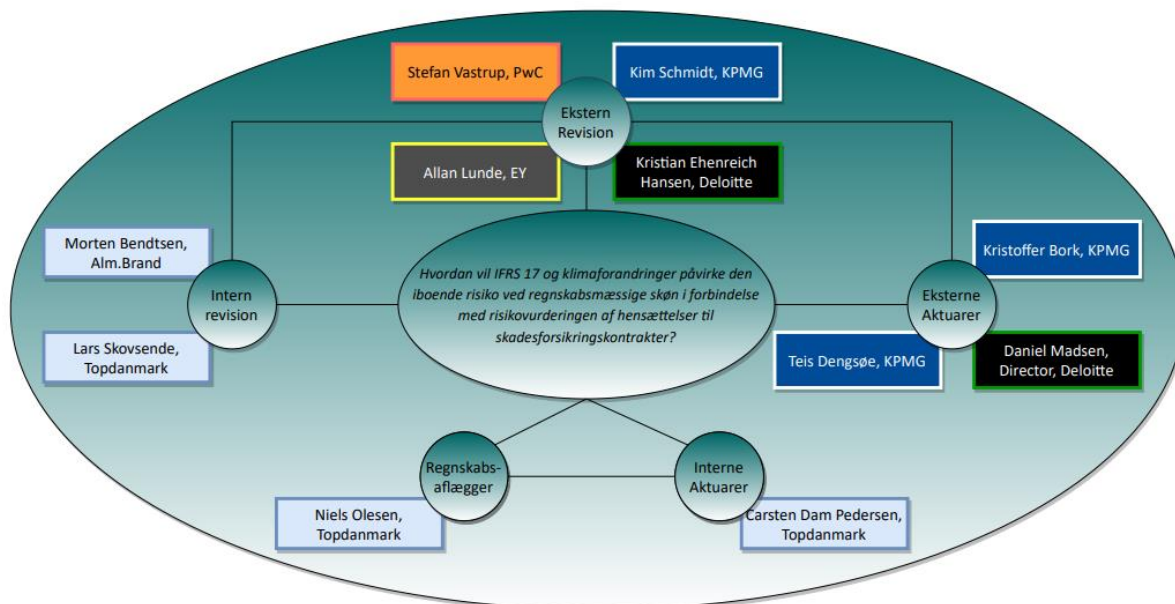 Stefan Vastrup, PwC
Kim Schmidt, KPMG
Ekstern
Revision
Allan Lunde, EY
Kristian Ehenreich
Hansen, Deloitte
Morten Bendtsen,
Alm.Brand
Intern
revision
Lars Skovsende,
Topdanmark
Hvordan vil IFRS 17 og klimaforandringer påvirke den
iboende risiko ved regnskabsmæssige skøn i forbindelse
med risikovurderingen af hensættelser til
skadesforsikringskontrakter?
Kristoffer Bork, KPMG
Eksterne
Aktuarer
Teis Dengsøe, KPMG
Daniel Madsen,
Director, Deloitte
Regnskabs-
aflægger
Niels Olesen,
Topdanmark
Interne
Aktuarer
Carsten Dam Pedersen,
Topdanmark